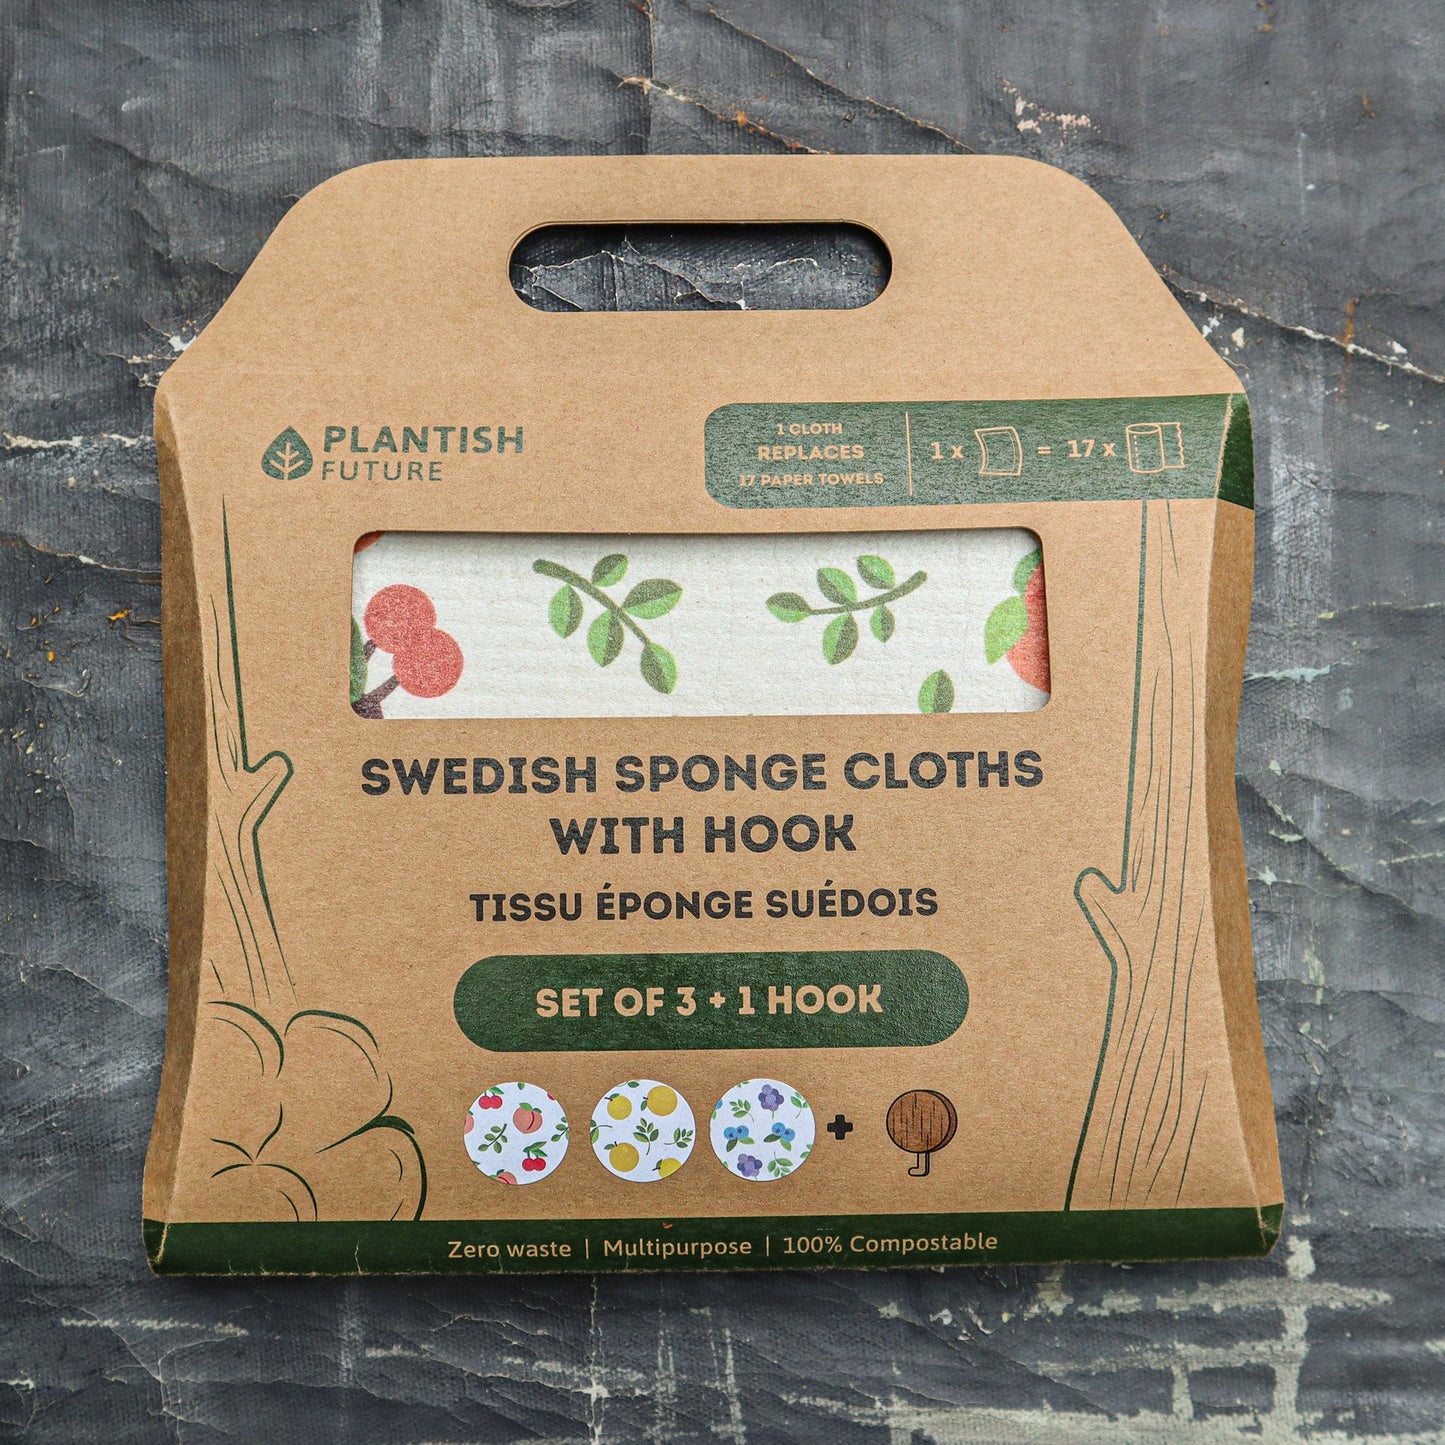 PLANTISH
FUTURE
1 CLOTH
REPLACES
17 PAPER TOWELS
1 x = 17 x
SWEDISH SPONGE CLOTHS
WITH HOOK
TISSU ÉPONGE SUÉDOIS
SET OF 3 + 1 HOOK
+
Zero waste | Multipurpose | 100% Compostable